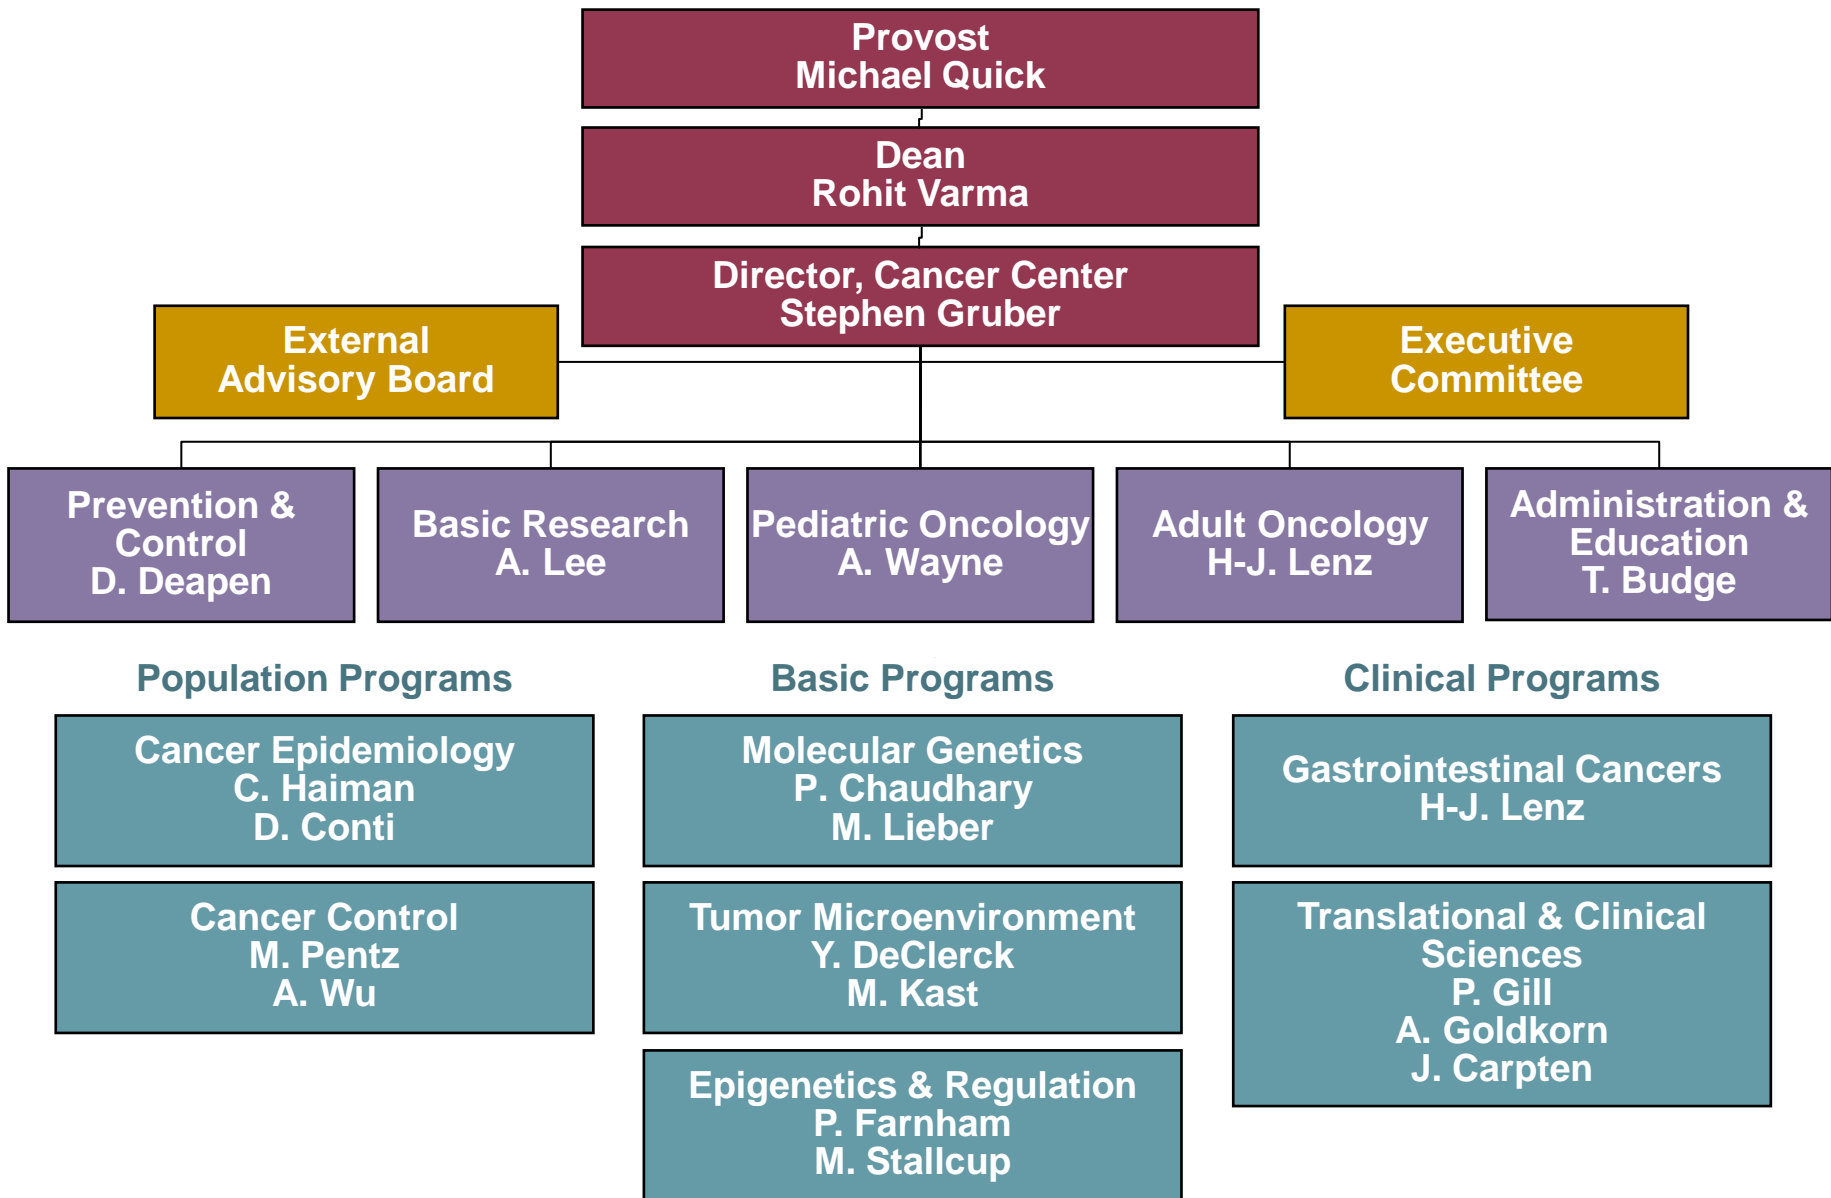 Provost
Michael Quick
Dean
Rohit Varma
Director, Cancer Center
Stephen Gruber
External
Advisory Board
Executive
Committee
Prevention &
Control
D. Deapen
Basic Research
A. Lee
Pediatric Oncology
A. Wayne
Adult Oncology
H-J. Lenz
Administration &
Education
T. Budge
Population Programs
Cancer Epidemiology
C. Haiman
D. Conti
Cancer Control
M. Pentz
A. Wu
Basic Programs
Molecular Genetics
P. Chaudhary
M. Lieber
Tumor Microenvironment
Y. DeClerck
M. Kast
Epigenetics & Regulation
P. Farnham
M. Stallcup
Clinical Programs
Gastrointestinal Cancers
H-J. Lenz
Translational & Clinical
Sciences
P. Gill
A. Goldkorn
J. Carpten